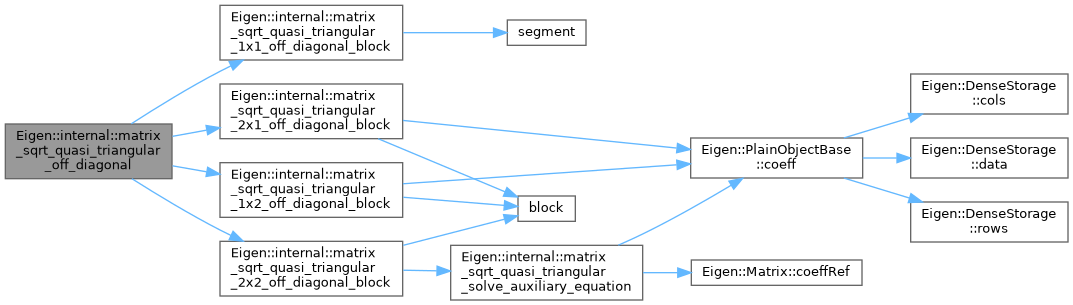 Eigen::internal::matrix
_sqrt_quasi_triangular
_off_diagonal
Eigen::internal::matrix
_sqrt_quasi_triangular
_1x1_off_diagonal_block
segment
Eigen::internal::matrix
_sqrt_quasi_triangular
_2x1_off_diagonal_block
Eigen::internal::matrix
_sqrt_quasi_triangular
_1x2_off_diagonal_block
Eigen::internal::matrix
_sqrt_quasi_triangular
_2x2_off_diagonal_block
block
Eigen::internal::matrix
_sqrt_quasi_triangular
_solve_auxiliary_equation
Eigen::PlainObjectBase
::coeff
Eigen::Matrix::coeffRef
Eigen::DenseStorage
::cols
Eigen::DenseStorage
::data
Eigen::DenseStorage
::rows